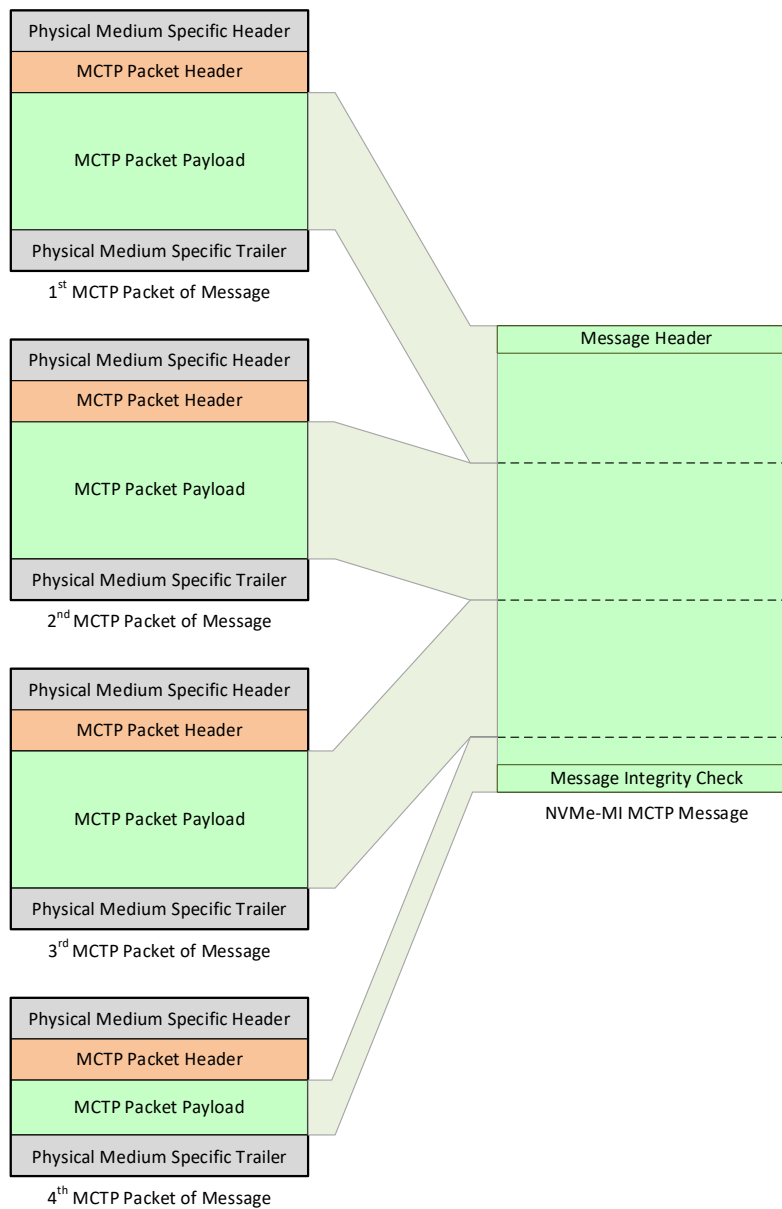 Physical Medium Specific Header
MCTP Packet Header
MCTP Packet Payload
Physical Medium Specific Trailer
1st MCTP Packet of Message
Physical Medium Specific Header
MCTP Packet Header
MCTP Packet Payload
Physical Medium Specific Trailer
2nd MCTP Packet of Message
Physical Medium Specific Header
MCTP Packet Header
MCTP Packet Payload
Physical Medium Specific Trailer
3rd MCTP Packet of Message
Physical Medium Specific Header
MCTP Packet Header
MCTP Packet Payload
Physical Medium Specific Trailer
4th MCTP Packet of Message
Message Header
Message Integrity Check
NVMe-MI MCTP Message